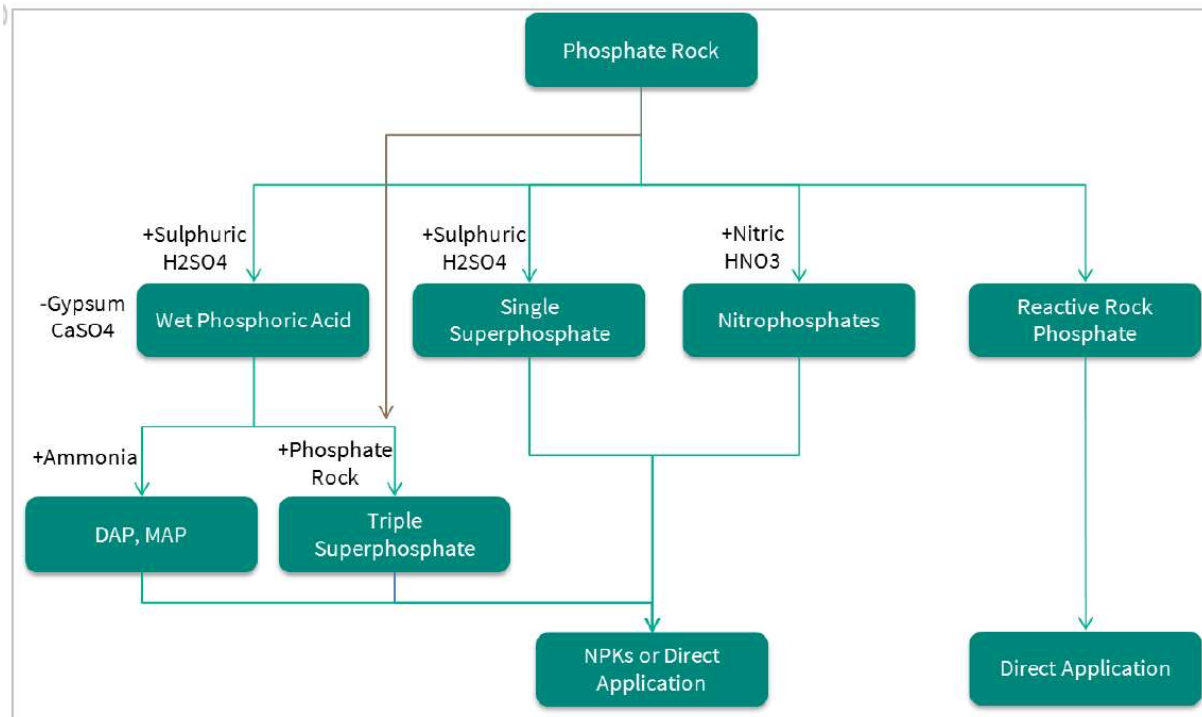 Phosphate Rock
+Sulphuric
H2SO4
+Sulphuric
H2SO4
+Nitric
HNO3
-Gypsum
CaSO4
Wet Phosphoric Acid
Single
Superphosphate
Nitrophosphates
Reactive Rock
Phosphate
+Ammonia
+Phosphate
Rock
DAP, MAP
Triple
Superphosphate
NPKs or Direct
Application
Direct Application